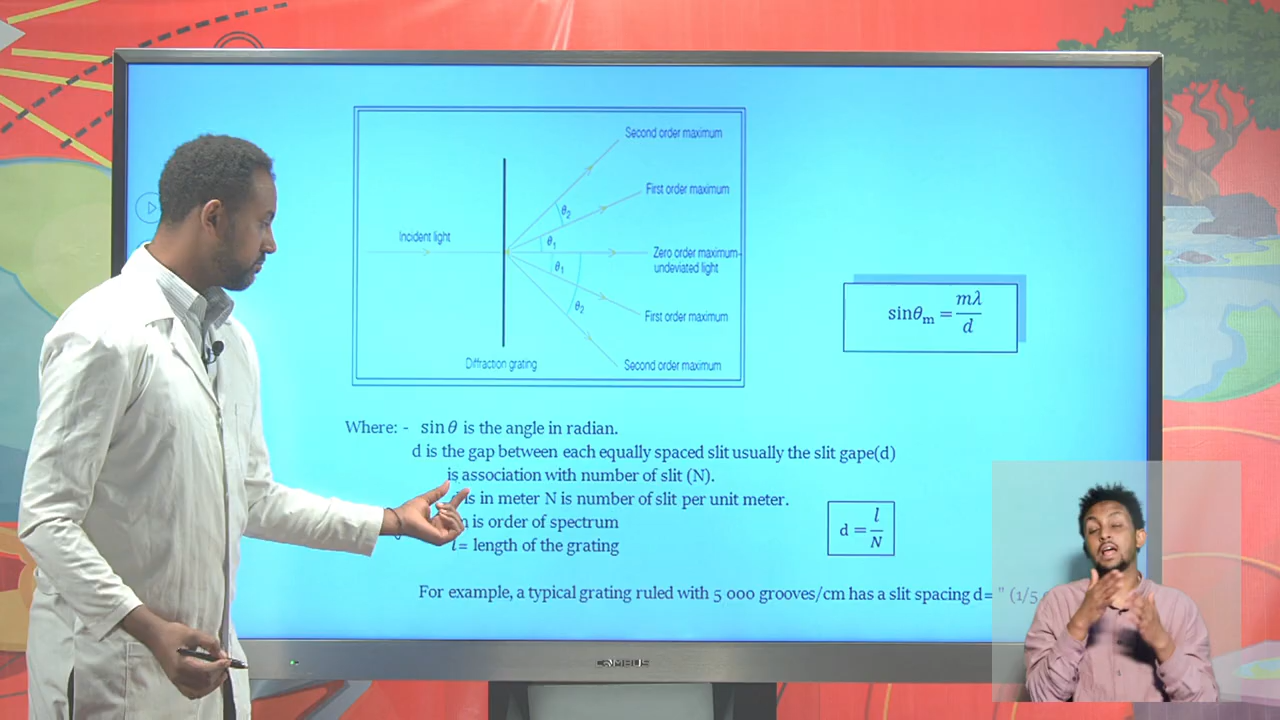 Second order maximum
First order maximum
θ₂
Incident light
θ₁
Zero order maximum-
undeviated light
θ₁
θ₂
First order maximum
Diffraction grating
Second order maximum
sinθm = mλ/d
Where: - sin θ is the angle in radian.
d is the gap between each equally spaced slit usually the slit gape(d)
is association with number of slit (N).
is in meter N is number of slit per unit meter.
is order of spectrum
l= length of the grating
d = l/N
For example, a typical grating ruled with 5 000 grooves/cm has a slit spacing d= " (1/5
CAMBUS